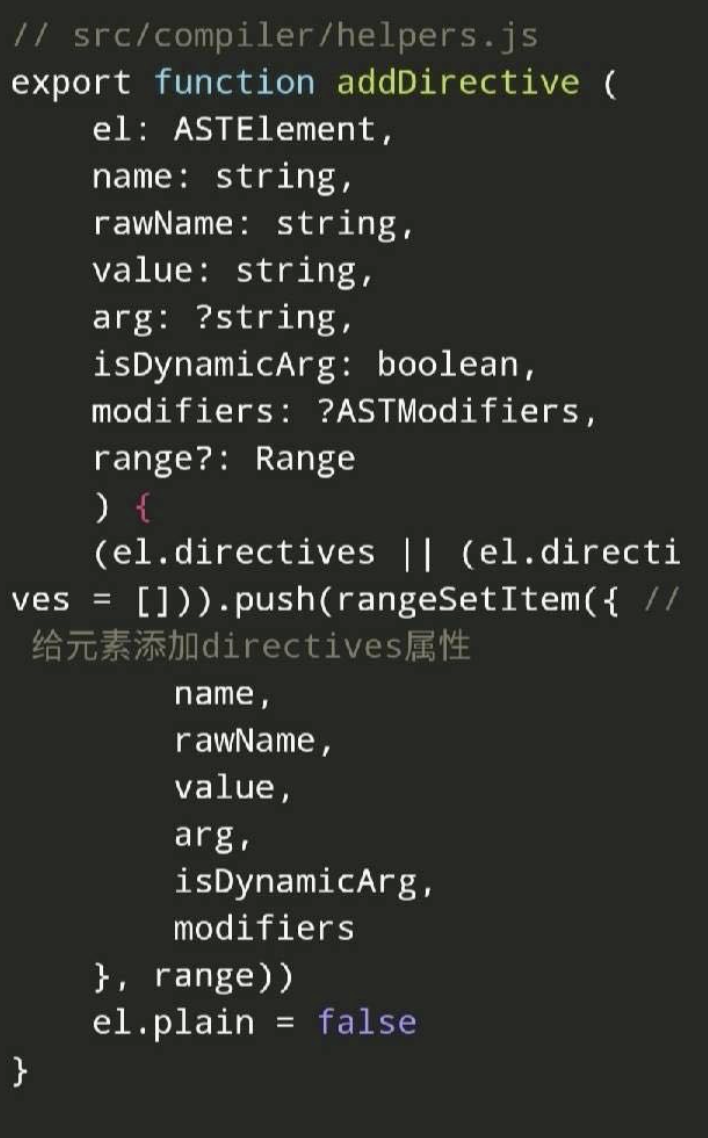 // src/compiler/helpers.js
export function addDirective (
    el: ASTElement,
    name: string,
    rawName: string,
    value: string,
    arg: ?string,
    isDynamicArg: boolean,
    modifiers: ?ASTModifiers,
    range?: Range
    ) {
    (el.directives || (el.directi
ves = [])).push(rangeSetItem({ //
 给元素添加directives属性
        name,
        rawName,
        value,
        arg,
        isDynamicArg,
        modifiers
    }, range))
    el.plain = false
}